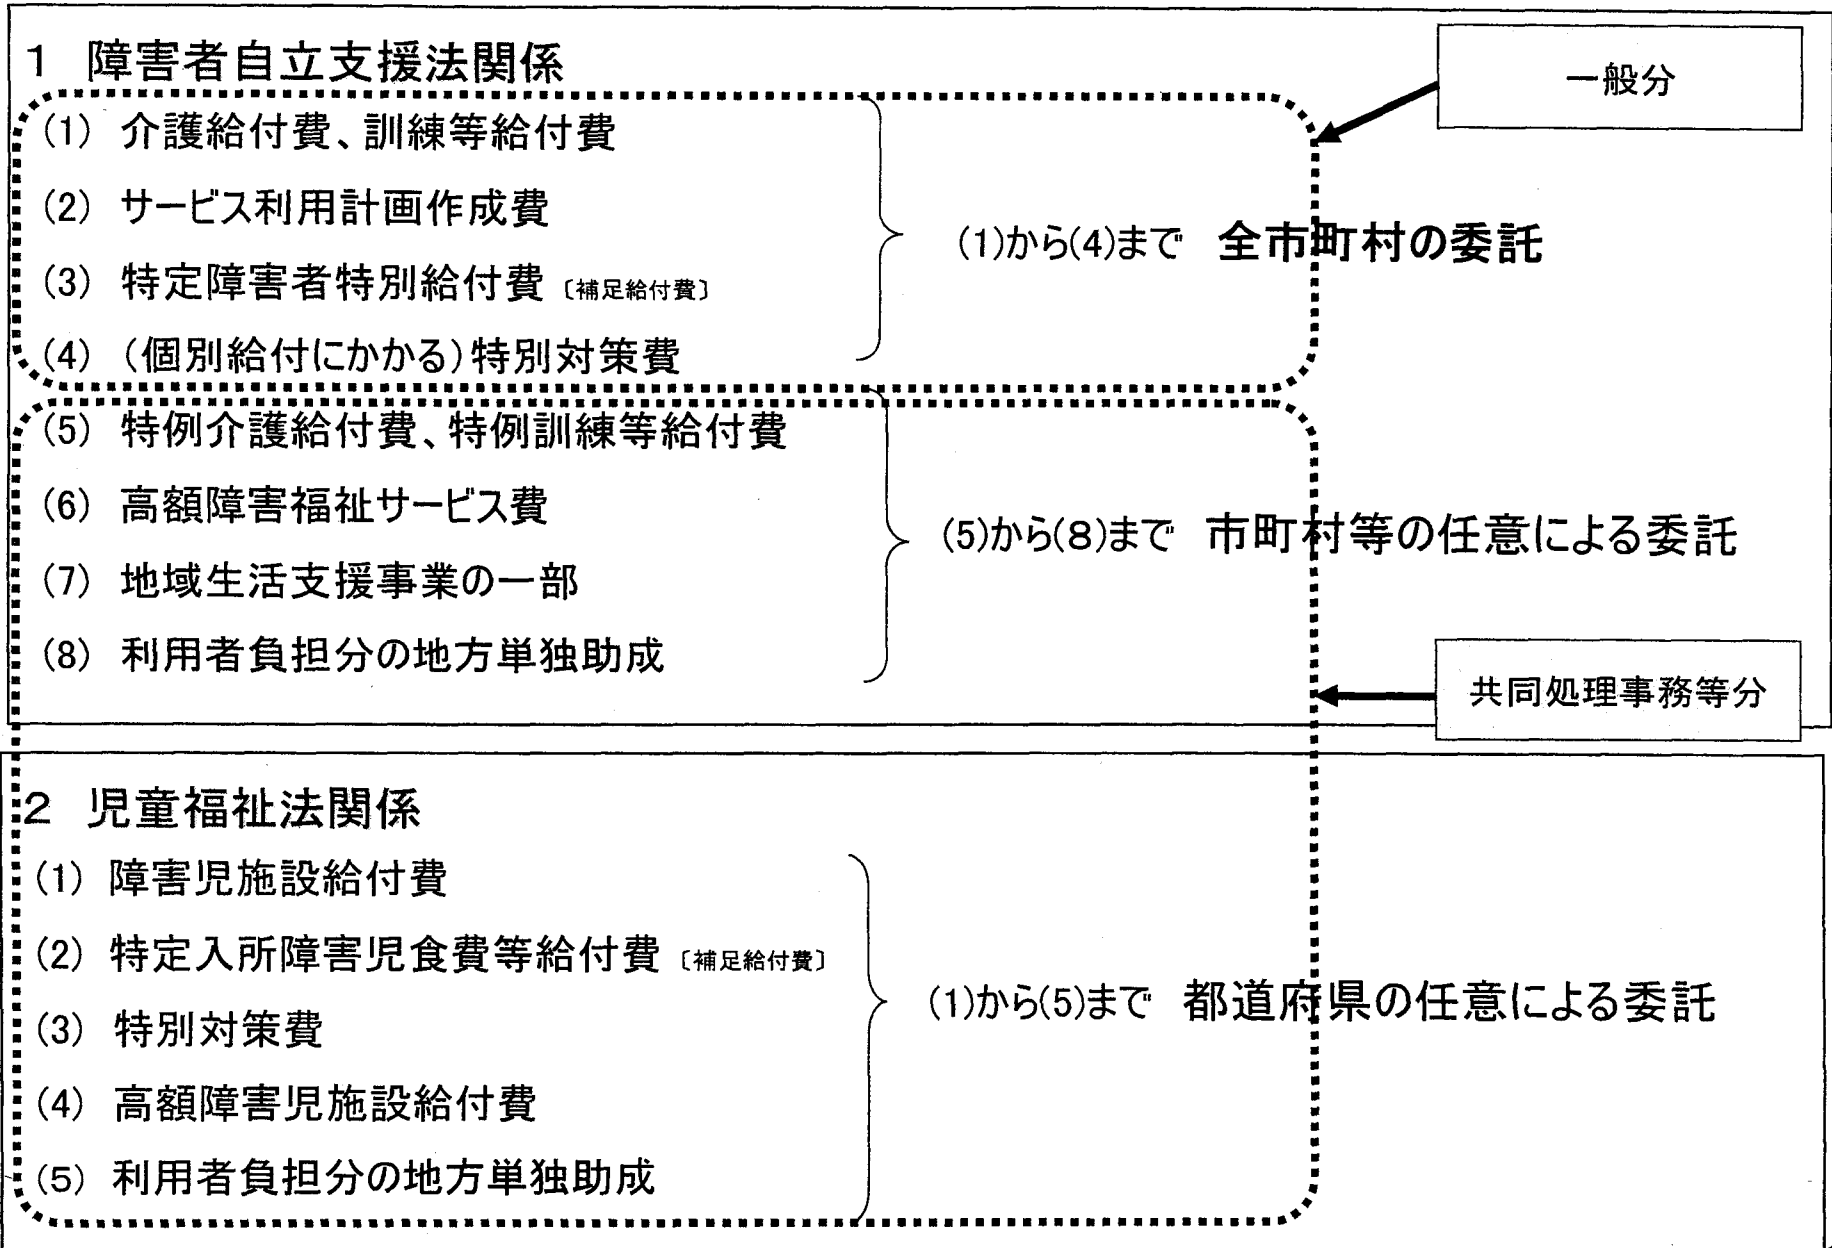 1 障害者自立支援法関係
一般分
(1) 介護給付費、訓練等給付費
(2) サービス利用計画作成費
(3) 特定障害者特別給付費〔補足給付費〕
(4) (個別給付にかかる)特別対策費
(1)から(4)まで 全市町村の委託
(5) 特例介護給付費、特例訓練等給付費
(6) 高額障害福祉サービス費
(7) 地域生活支援事業の一部
(8) 利用者負担分の地方単独助成
(5)から(8)まで 市町村等の任意による委託
共同処理事務等分
2 児童福祉法関係
(1) 障害児施設給付費
(2) 特定入所障害児食費等給付費〔補足給付費〕
(3) 特別対策費
(4) 高額障害児施設給付費
(5) 利用者負担分の地方単独助成
(1)から(5)まで 都道府県の任意による委託